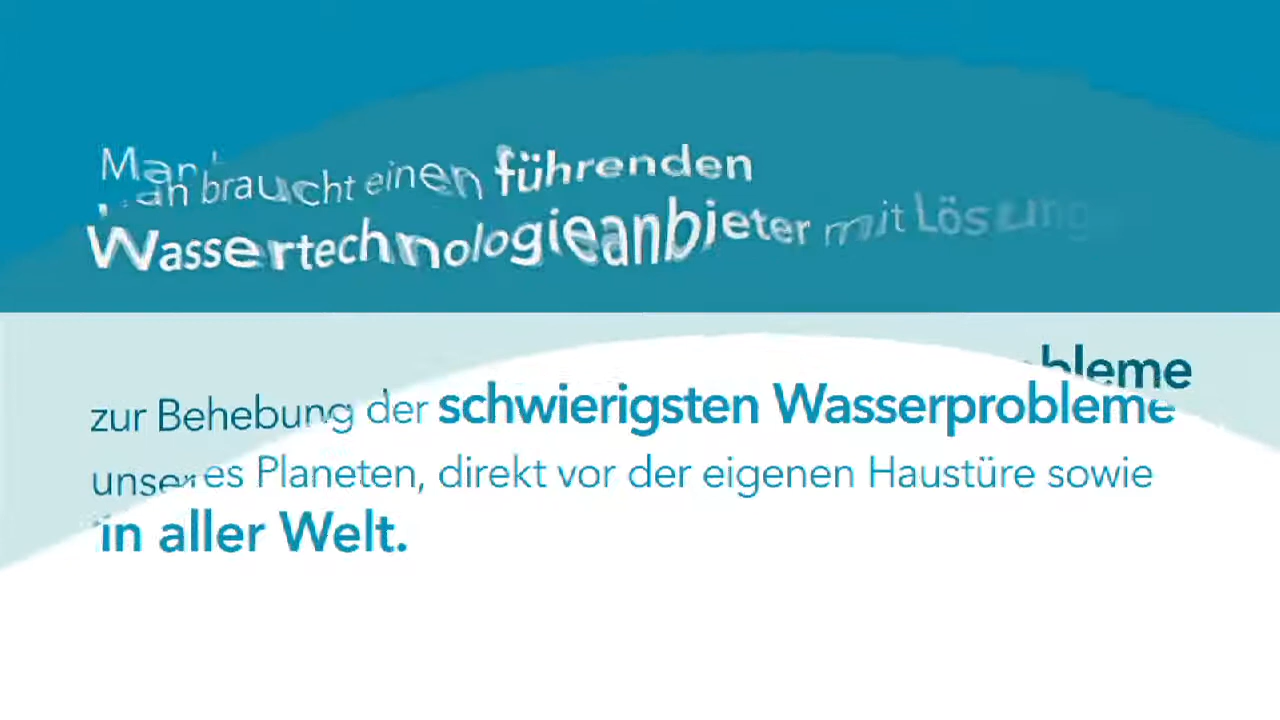 Man braucht einen führenden
Wassertechnologieanbieter mit
zur Behebung der schwierigsten Wasserprobleme
unseres Planeten, direkt vor der eigenen Haustüre sowie
in aller Welt.